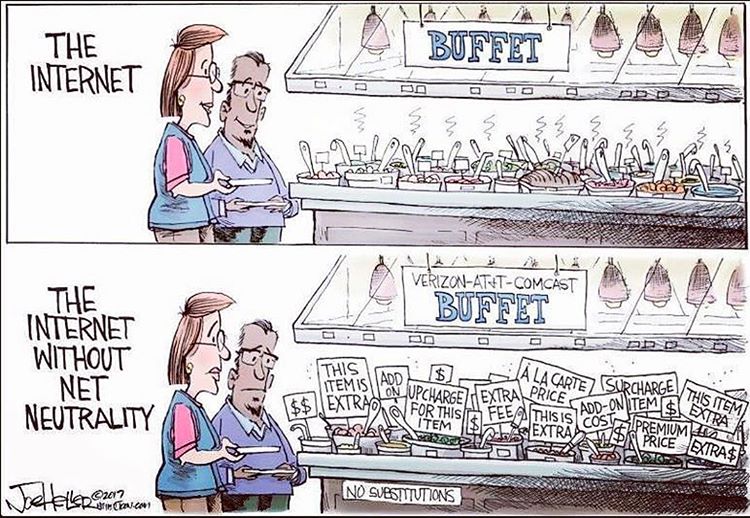 THE
INTERNET
BUFFET
THE
INTERNET
WITHOUT
NET
NEUTRALITY
VERIZON-AT&T-COMCAST
BUFFET
$$
THIS
ITEM IS
EXTRA
ADD
ON
$
UPCHARGE
FOR THIS
ITEM
$
EXTRA
FEE
À LA CARTE
PRICE
THIS IS
EXTRA
ADD-ON
COST
SURCHARGE
ITEM
$
$
PREMIUM
PRICE
THIS ITEM
EXTRA
EXTRA$
NO SUBSTITUTIONS
JOE HELLER ©2017